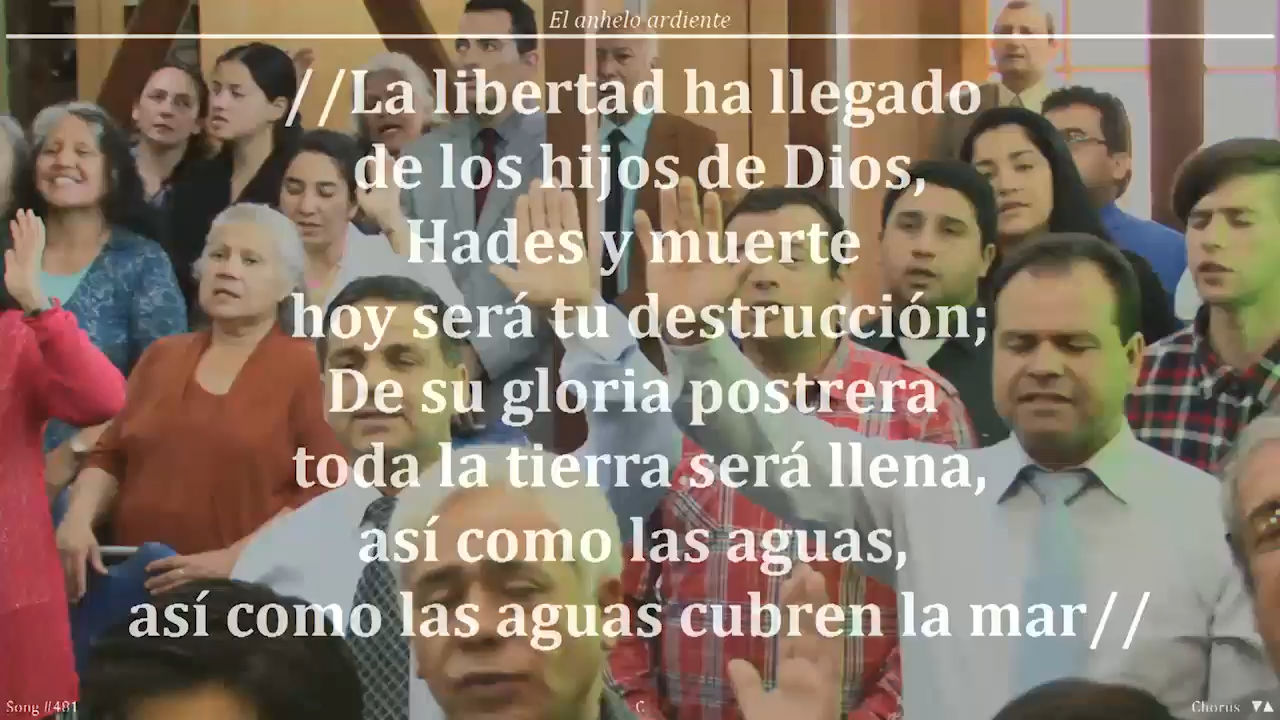 El anhelo ardiente
//La libertad ha llegado
de los hijos de Dios,
Hades y muerte
hoy será tu destrucción;
De su gloria postrera
toda la tierra será llena,
así como las aguas,
así como las aguas cubren la mar//
Song #481
C
Chorus ▼▲